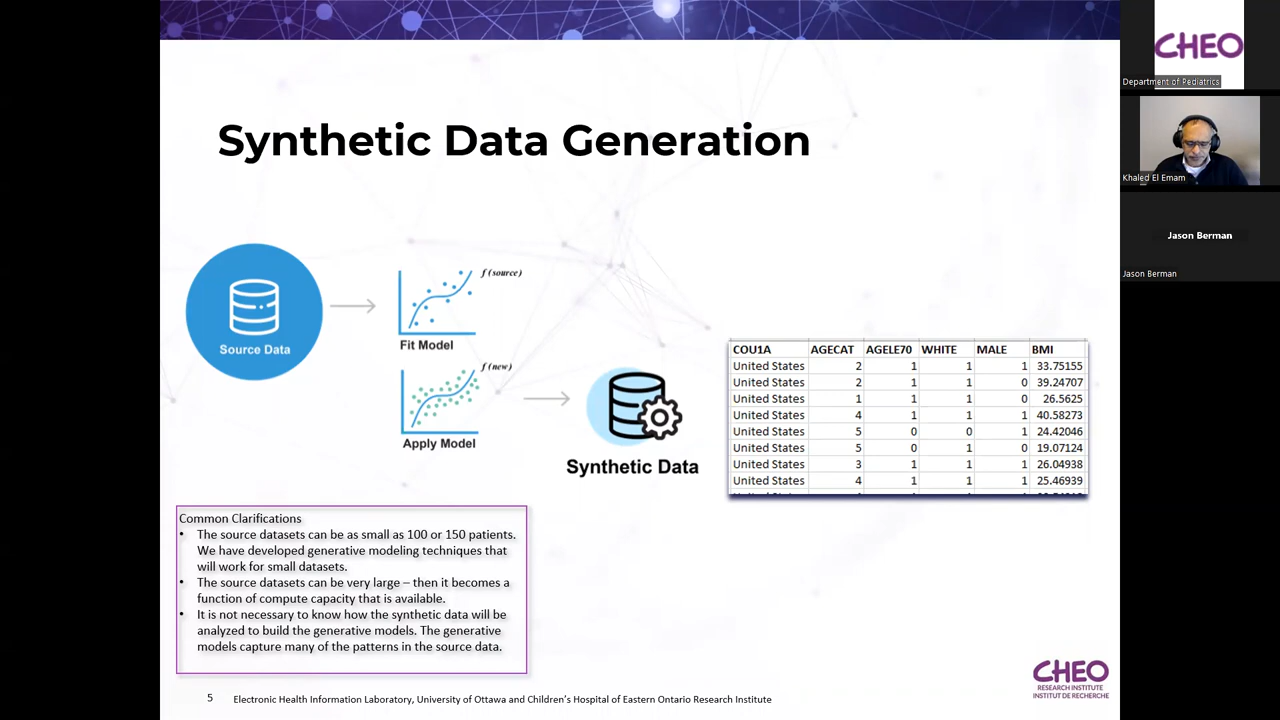 Synthetic Data Generation
Source Data
f (source)
Fit Model
f (new)
Apply Model
Synthetic Data
COU1A AGECAT AGELE70 WHITE MALE BMI
United States 2 1 1 1 33.75155
United States 2 1 1 0 39.24707
United States 1 1 1 0 26.5625
United States 4 1 1 1 40.58273
United States 5 0 0 1 24.42046
United States 5 0 1 0 19.07124
United States 3 1 1 1 26.04938
United States 4 1 1 1 25.46939
Common Clarifications
• The source datasets can be as small as 100 or 150 patients.
We have developed generative modeling techniques that
will work for small datasets.
• The source datasets can be very large – then it becomes a
function of compute capacity that is available.
• It is not necessary to know how the synthetic data will be
analyzed to build the generative models. The generative
models capture many of the patterns in the source data.
5 Electronic Health Information Laboratory, University of Ottawa and Children's Hospital of Eastern Ontario Research Institute
CHEO
RESEARCH INSTITUTE
INSTITUT DE RECHERCHE
CHEO
Department of Pediatrics
Khaled El Emam
Jason Berman
Jason Berman